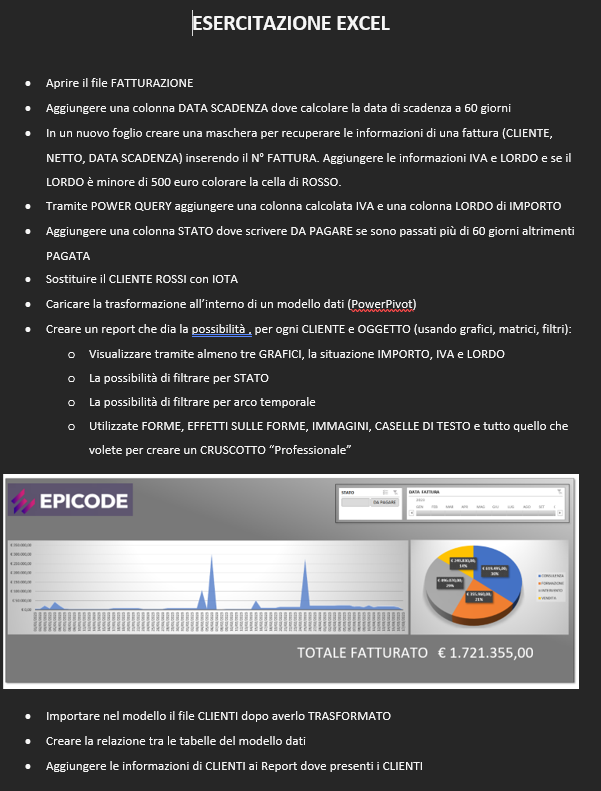 ESERCITAZIONE EXCEL
Aprire il file FATTURAZIONE
Aggiungere una colonna DATA SCADENZA dove calcolare la data di scadenza a 60 giorni
In un nuovo foglio creare una maschera per recuperare le informazioni di una fattura (CLIENTE,
NETTO, DATA SCADENZA) inserendo il N° FATTURA. Aggiungere le informazioni IVA e LORDO e se il
LORDO è minore di 500 euro colorare la cella di ROSSO.
Tramite POWER QUERY aggiungere una colonna calcolata IVA e una colonna LORDO di IMPORTO
Aggiungere una colonna STATO dove scrivere DA PAGARE se sono passati più di 60 giorni altrimenti
PAGATA
Sostituire il CLIENTE ROSSI con IOTA
Caricare la trasformazione all’interno di un modello dati (PowerPivot)
Creare un report che dia la possibilità , per ogni CLIENTE e OGGETTO (usando grafici, matrici, filtri):
Visualizzare tramite almeno tre GRAFICI, la situazione IMPORTO, IVA e LORDO
La possibilità di filtrare per STATO
La possibilità di filtrare per arco temporale
Utilizzate FORME, EFFETTI SULLE FORME, IMMAGINI, CASELLE DI TESTO e tutto quello che
volete per creare un CRUSCOTTO “Professionale”
EPICODE
STATO
DA PAGARE
DATA FATTURA
TOTALE FATTURATO € 1.721.355,00
Importare nel modello il file CLIENTI dopo averlo TRASFORMATO
Creare la relazione tra le tabelle del modello dati
Aggiungere le informazioni di CLIENTI ai Report dove presenti i CLIENTI